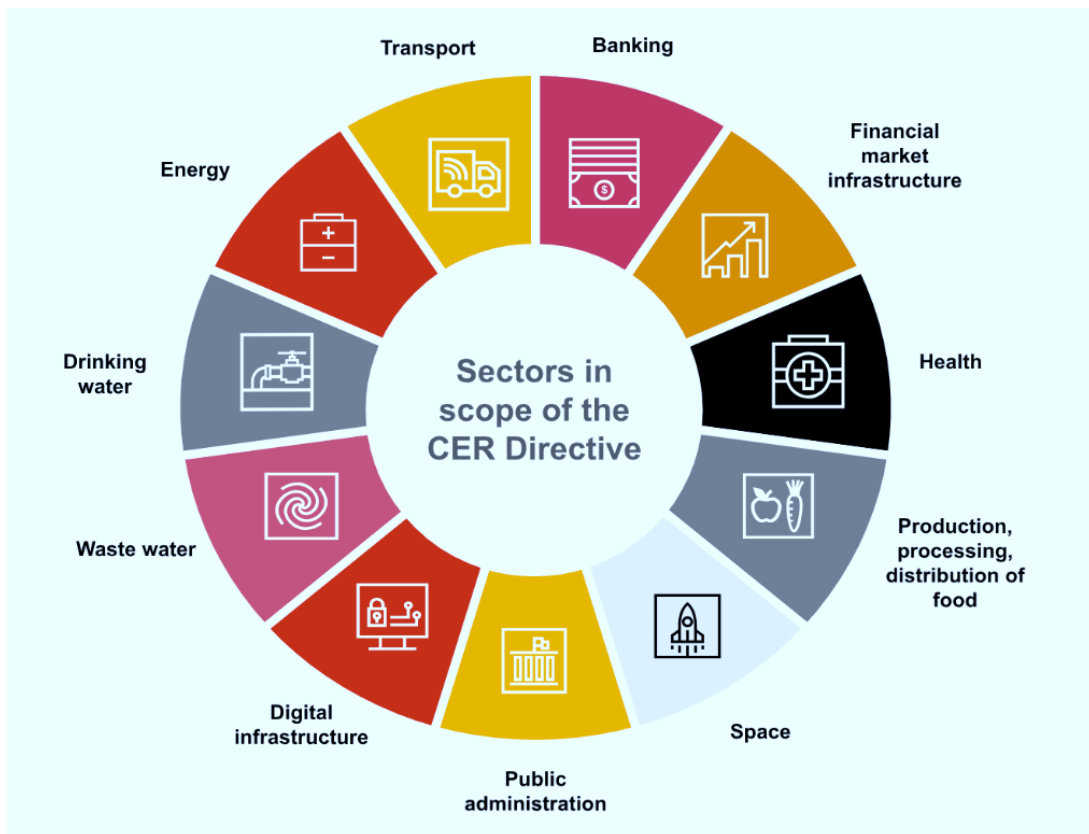 Transport
Banking
Financial
market
infrastructure
Energy
Health
Drinking
water
Sectors in
scope of the
CER Directive
Production,
processing,
distribution of
food
Waste water
Digital
infrastructure
Space
Public
administration
$